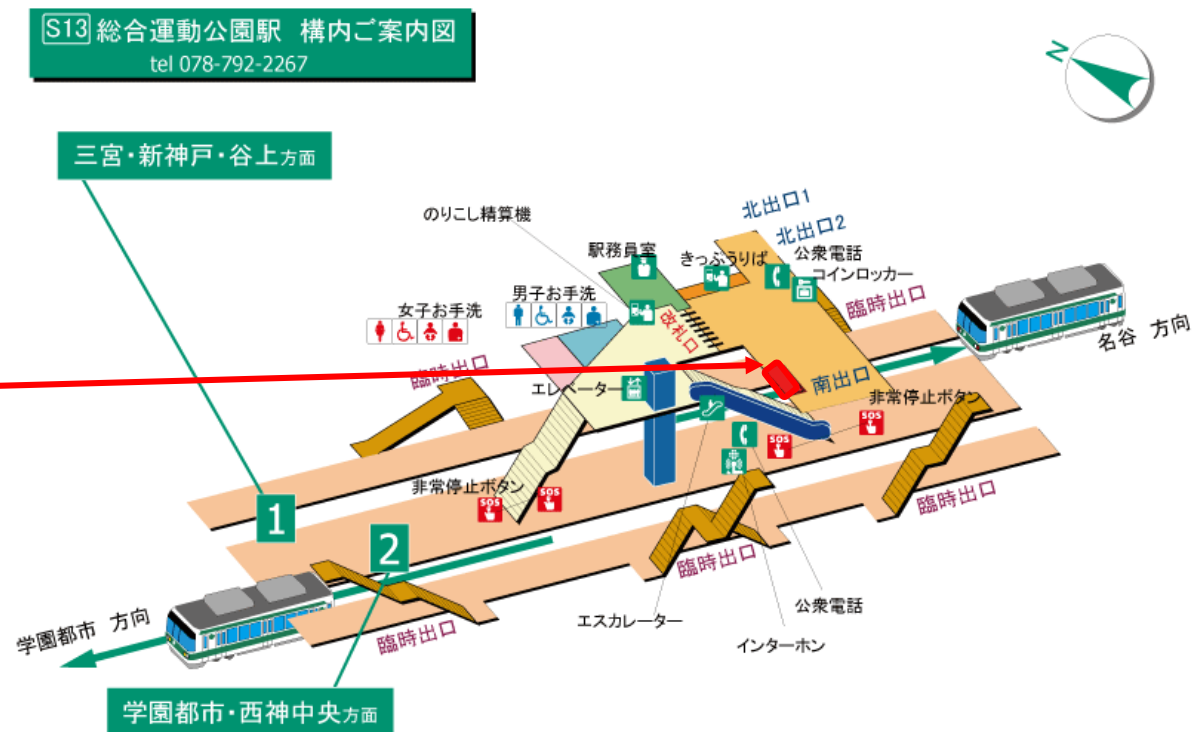 S13 総合運動公園駅 構内ご案内図
tel 078-792-2267
N
三宮・新神戸・谷上方面
のりこし精算機
駅務員室
きっぷうりば
北出口1
北出口2
公衆電話
コインロッカー
臨時出口
名谷 方向
女子お手洗
男子お手洗
改札口
臨時出口
エレベーター
南出口
非常停止ボタン
SOS
SOS
非常停止ボタン
SOS
SOS
1
2
臨時出口
臨時出口
臨時出口
学園都市 方向
エスカレーター
公衆電話
インターホン
学園都市・西神中央方面